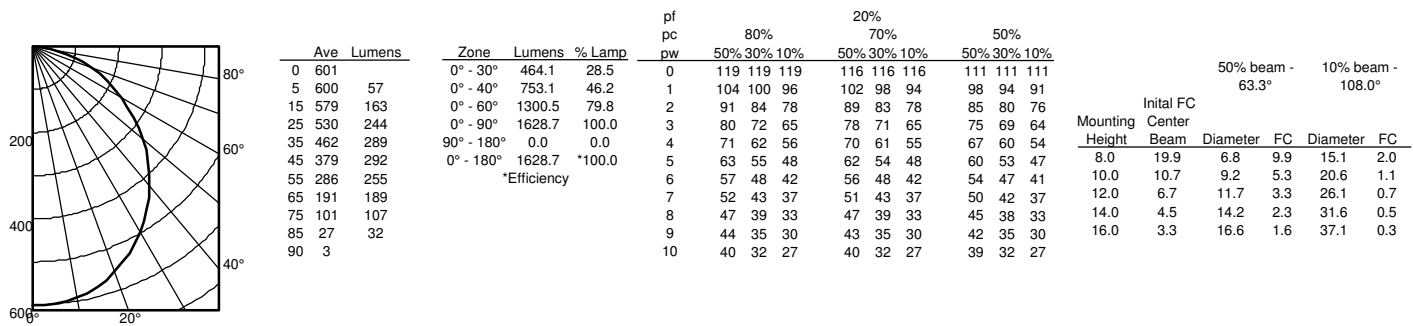 80°
60°
40°
200
400
600
0°
20°
Ave Lumens
0 601
5 600 57
15 579 163
25 530 244
35 462 289
45 379 292
55 286 255
65 191 189
75 101 107
85 27 32
90 3
Zone Lumens % Lamp
0° - 30° 464.1 28.5
0° - 40° 753.1 46.2
0° - 60° 1300.5 79.8
0° - 90° 1628.7 100.0
90° - 180° 0.0 0.0
0° - 180° 1628.7 *100.0
*Efficiency
pf 20%
pc 80% 70% 50%
pw 50% 30% 10% 50% 30% 10% 50% 30% 10%
0 119 119 119 116 116 116 111 111 111
1 104 100 96 102 98 94 98 94 91
2 91 84 78 89 83 78 85 80 76
3 80 72 65 78 71 65 75 69 64
4 71 62 56 70 61 55 67 60 54
5 63 55 48 62 54 48 60 53 47
6 57 48 42 56 48 42 54 47 41
7 52 43 37 51 43 37 50 42 37
8 47 39 33 47 39 33 45 38 33
9 44 35 30 43 35 30 42 35 30
10 40 32 27 40 32 27 39 32 27
50% beam - 10% beam -
63.3° 108.0°
Inital FC
Mounting Center
Height Beam Diameter FC Diameter FC
8.0 19.9 6.8 9.9 15.1 2.0
10.0 10.7 9.2 5.3 20.6 1.1
12.0 6.7 11.7 3.3 26.1 0.7
14.0 4.5 14.2 2.3 31.6 0.5
16.0 3.3 16.6 1.6 37.1 0.3